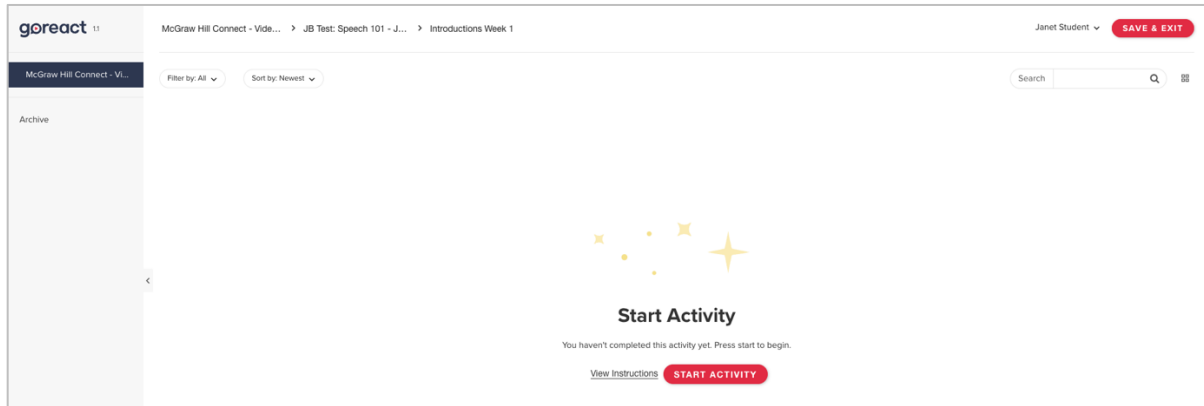 goreact 1.1
McGraw Hill Connect - Vide... > JB Test: Speech 101 - J... > Introductions Week 1
Janet Student
SAVE & EXIT
McGraw Hill Connect - Vi...
Filter by: All
Sort by: Newest
Search
Archive
Start Activity
You haven't completed this activity yet. Press start to begin.
View Instructions
START ACTIVITY